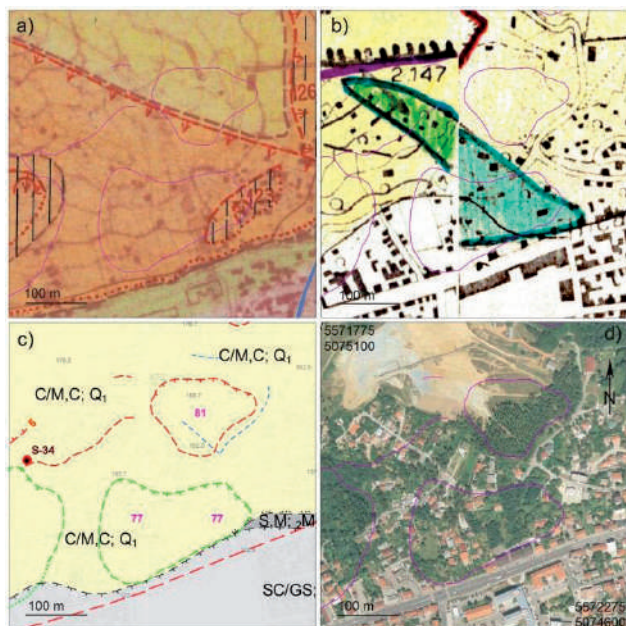 a)
26
100 m
b)
2.147
100 m
c)
C/M,C; Q₁
C/M,C; Q₁
81
S-34
77 77
S,M; ₂M
C/M,C; Q₁
SC/GS;
100 m
5571775
5075100
d)
N
5572275
5074600
100 m